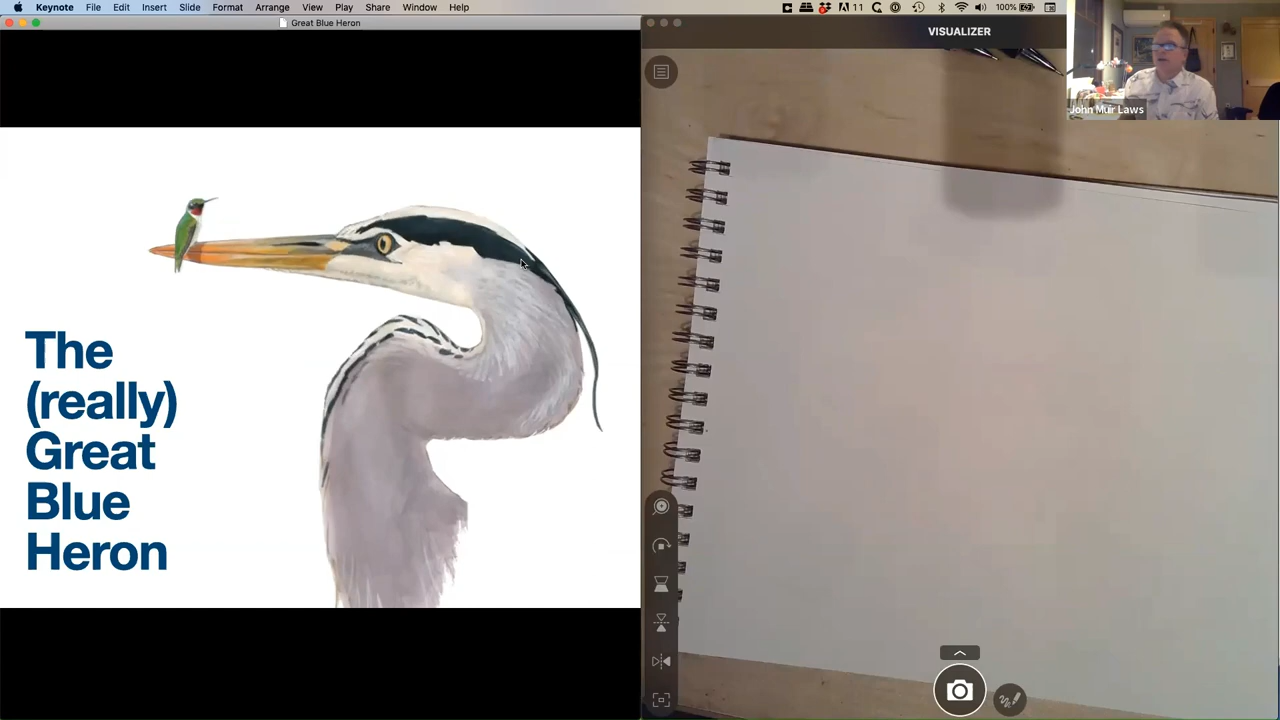 Keynote File Edit Insert Slide Format Arrange View Play Share Window Help
11
100%
Great Blue Heron
VISUALIZER
John Muir Laws
The
(really)
Great
Blue
Heron